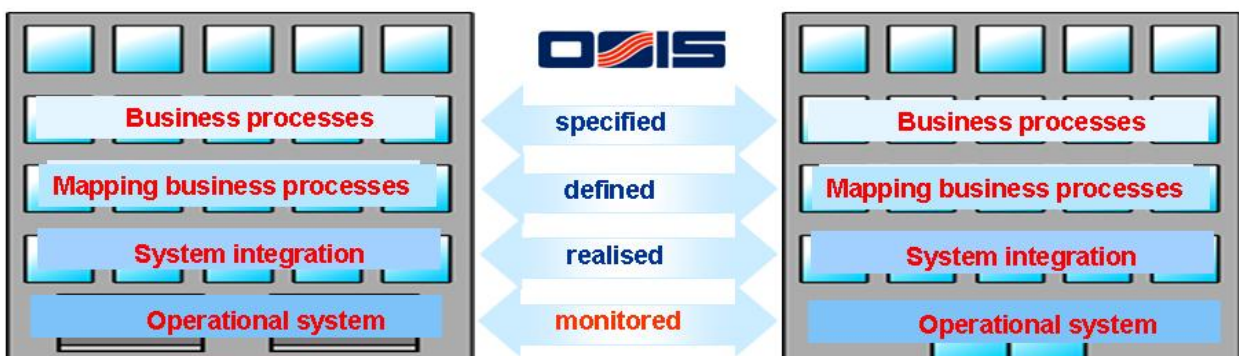 OSIS
Business processes
specified
Business processes
Mapping business processes
defined
Mapping business processes
System integration
realised
System integration
Operational system
monitored
Operational system